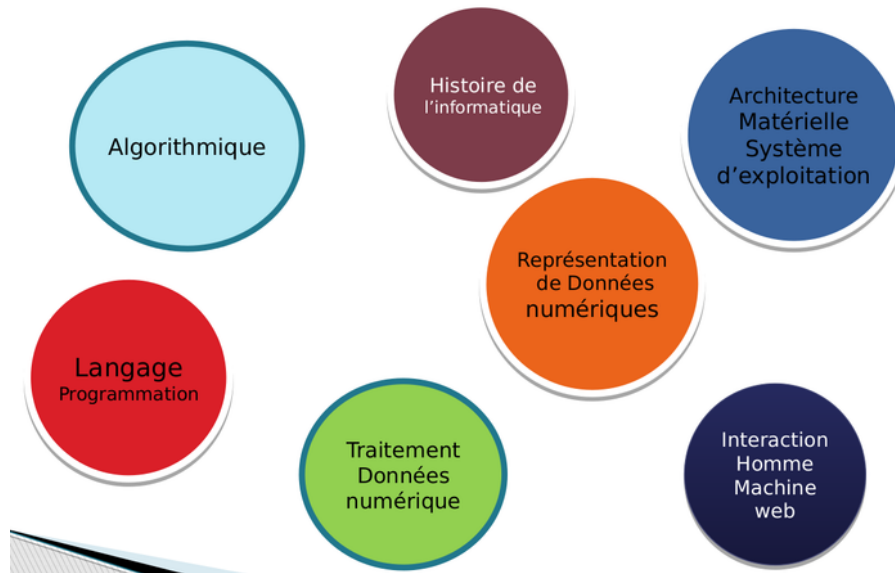 Algorithmique
Histoire de
l'informatique
Architecture
Matérielle
Système
d'exploitation
Représentation
de Données
numériques
Langage
Programmation
Traitement
Données
numérique
Interaction
Homme
Machine
web